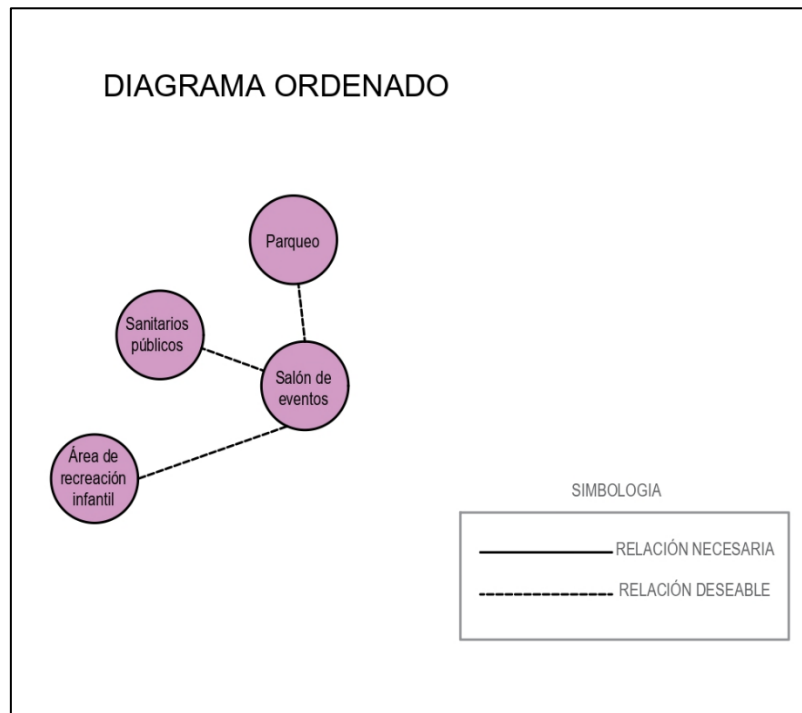 DIAGRAMA ORDENADO
Parqueo
Sanitarios
públicos
Salón de
eventos
Área de
recreación
infantil
SIMBOLOGIA
RELACIÓN NECESARIA
RELACIÓN DESEABLE